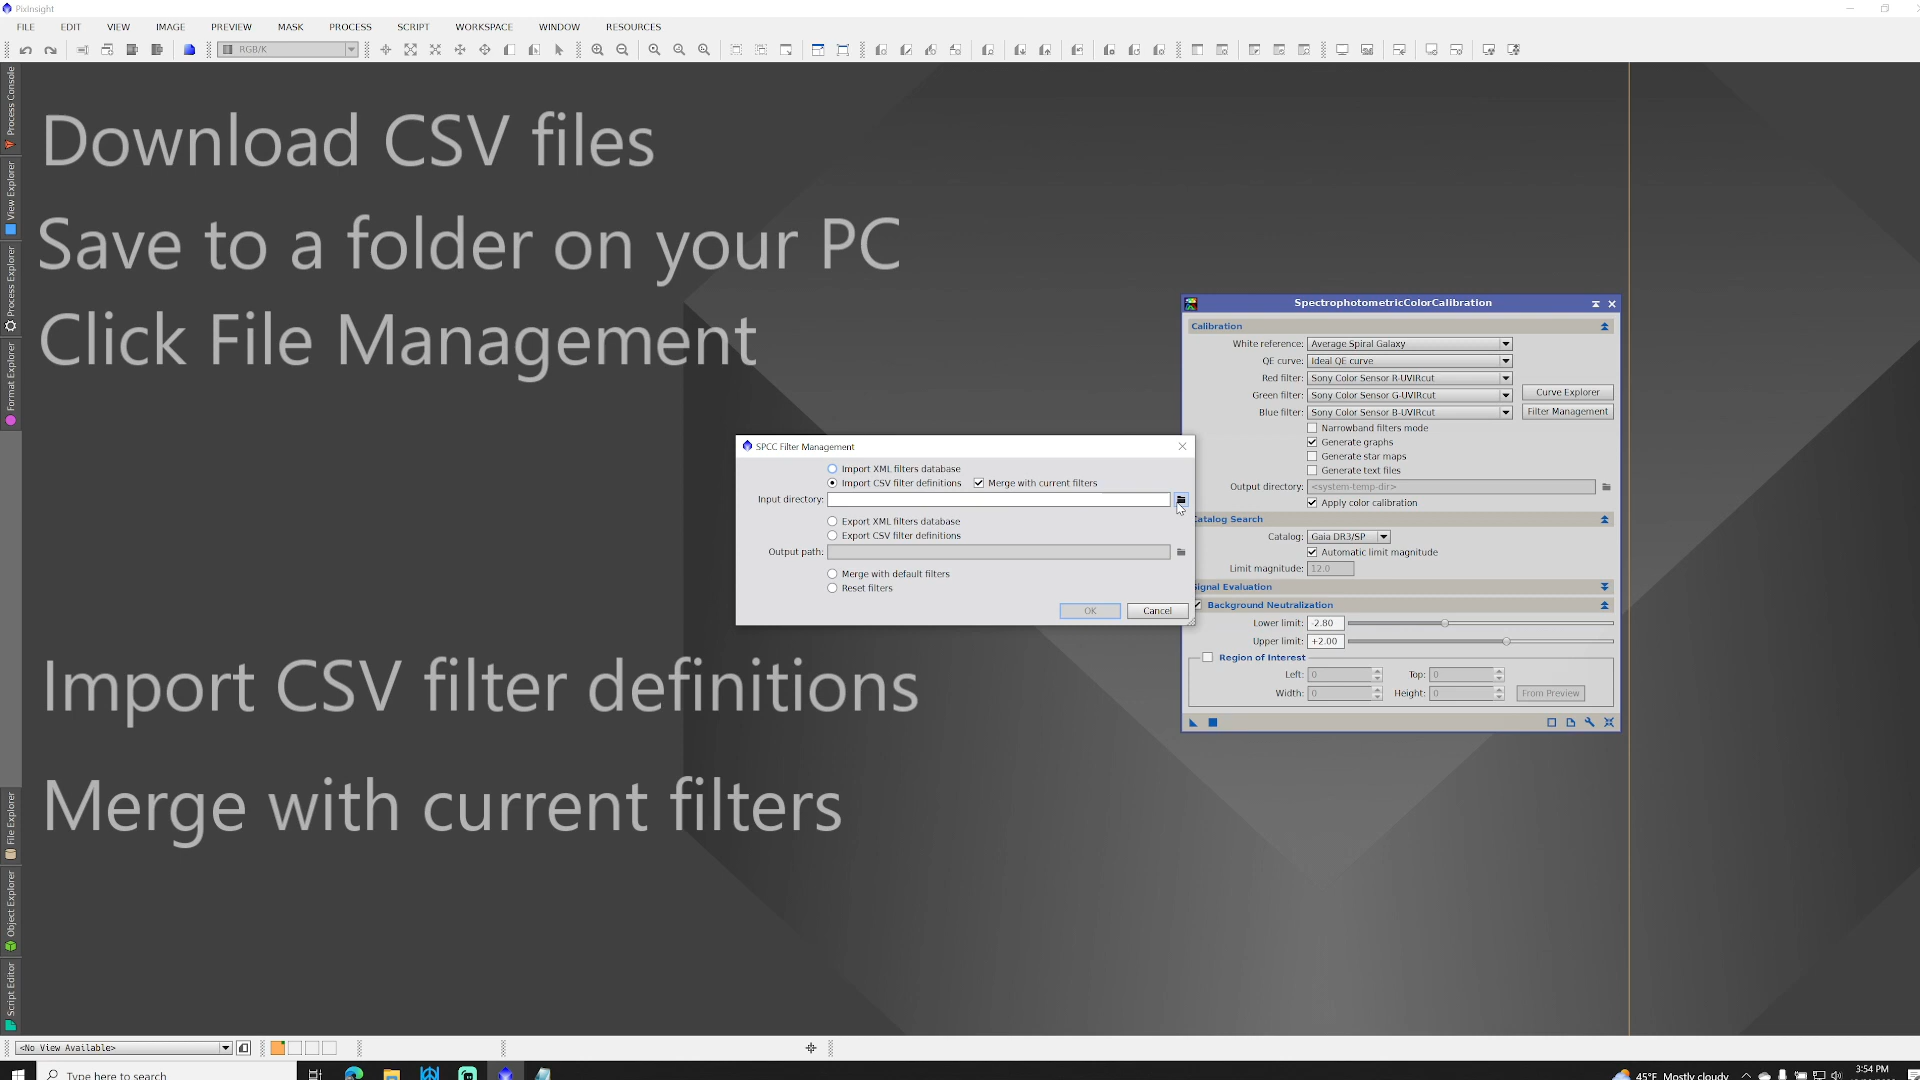 PixInsight
FILE EDIT VIEW IMAGE PREVIEW MASK PROCESS SCRIPT WORKSPACE WINDOW RESOURCES
RGB/K
Process Console
View Explorer
Process Explorer
Format Explorer
File Explorer
Object Explorer
Script Editor
Download CSV files
Save to a folder on your PC
Click File Management
Import CSV filter definitions
Merge with current filters
SPCC Filter Management
Import XML filters database
Import CSV filter definitions Merge with current filters
Input directory:
Export XML filters database
Export CSV filter definitions
Output path:
Merge with default filters
Reset filters
OK Cancel
SpectrophotometricColorCalibration
Calibration
White reference: Average Spiral Galaxy
QE curve: Ideal QE curve
Red filter: Sony Color Sensor R-UVIRcut
Green filter: Sony Color Sensor G-UVIRcut Curve Explorer
Blue filter: Sony Color Sensor B-UVIRcut Filter Management
Narrowband filters mode
Generate graphs
Generate star maps
Generate text files
Output directory: <system-temp-dir>
Apply color calibration
Catalog Search
Catalog: Gaia DR3/SP
Automatic limit magnitude
Limit magnitude: 12.0
Signal Evaluation
Background Neutralization
Lower limit: -2.80
Upper limit: +2.00
Region of Interest
Left: 0 Top: 0
Width: 0 Height: 0 From Preview
<No View Available>
Type here to search
45°F Mostly cloudy
3:54 PM